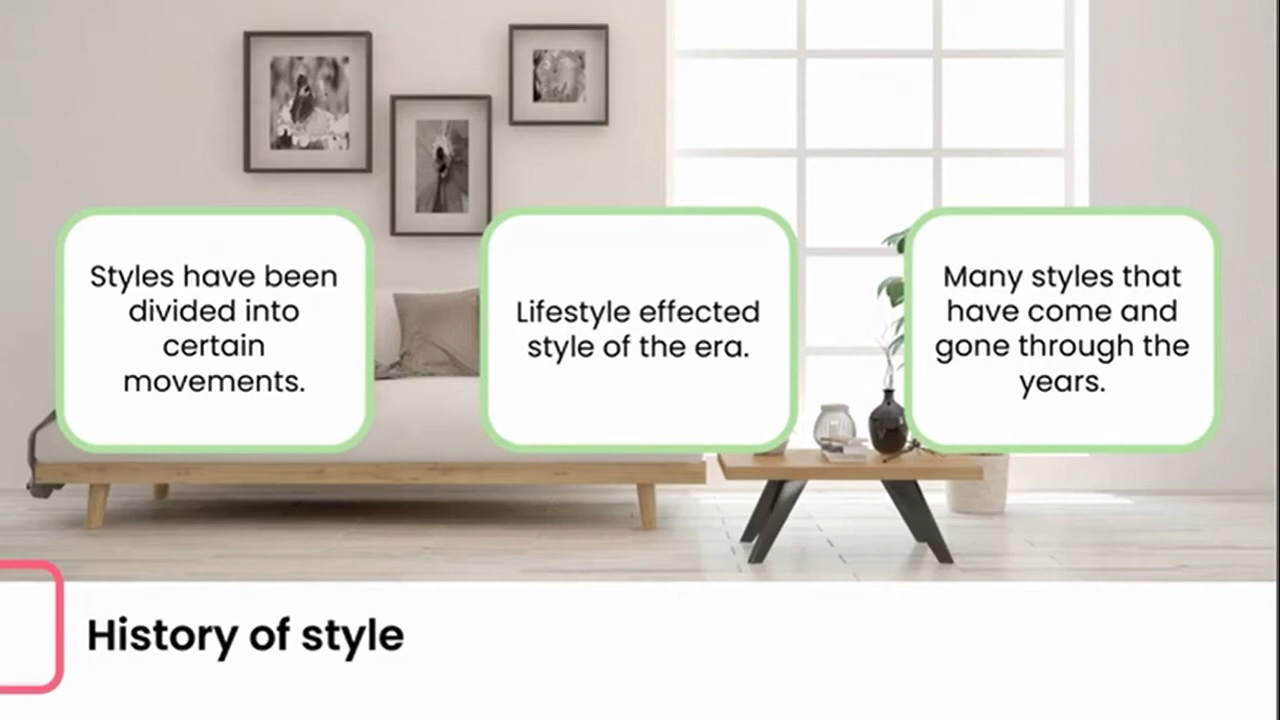 Styles have been
divided into
certain
movements.
Lifestyle effected
style of the era.
Many styles that
have come and
gone through the
years.
History of style